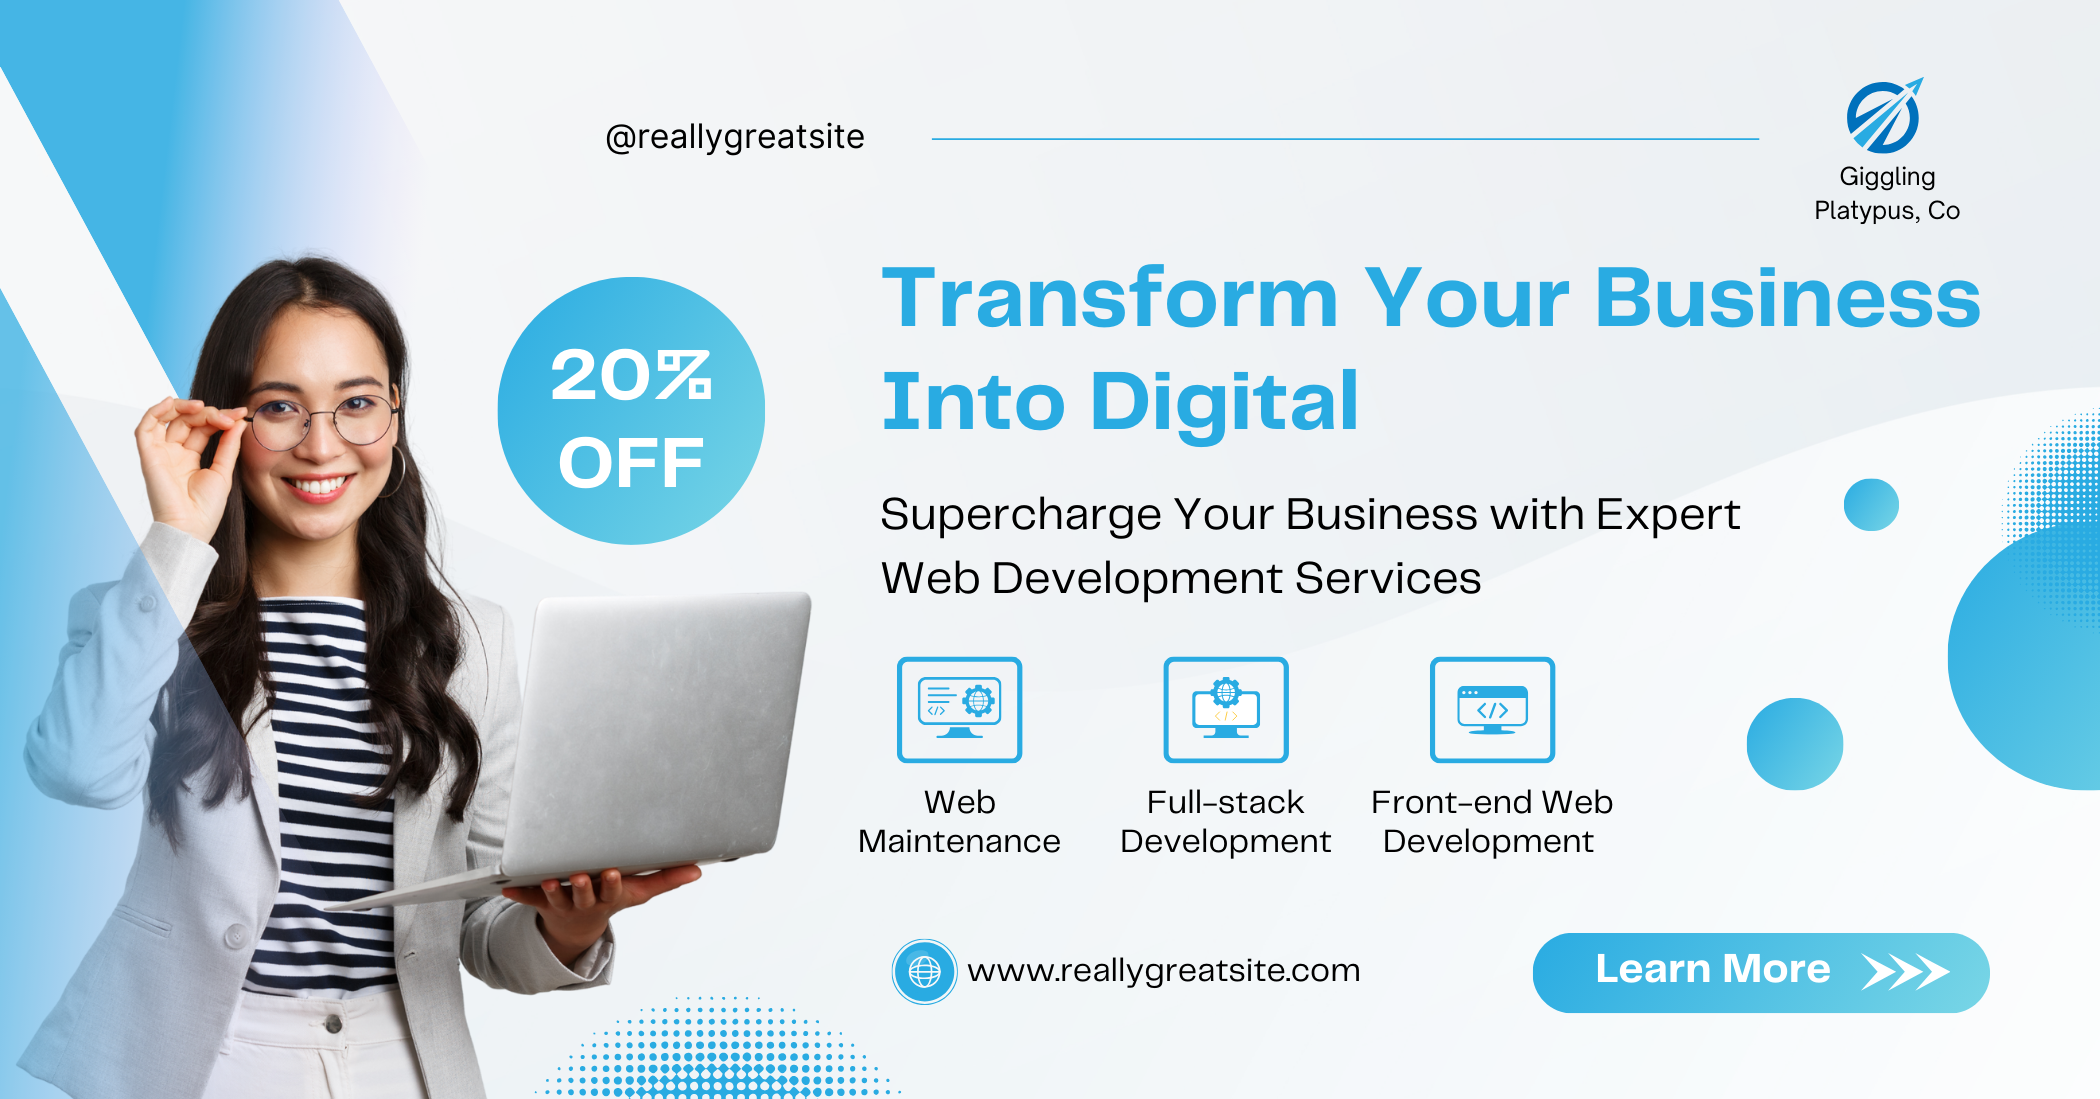 @reallygreatsite
Giggling
Platypus, Co
20%
OFF
Transform Your Business
Into Digital
Supercharge Your Business with Expert
Web Development Services
Web
Maintenance
Full-stack
Development
Front-end Web
Development
www.reallygreatsite.com
Learn More